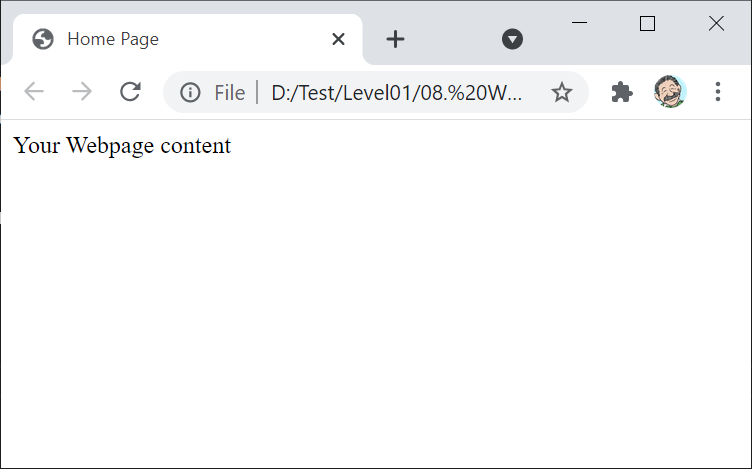 Home Page
File
D:/Test/Level01/08.%20W...
Your Webpage content